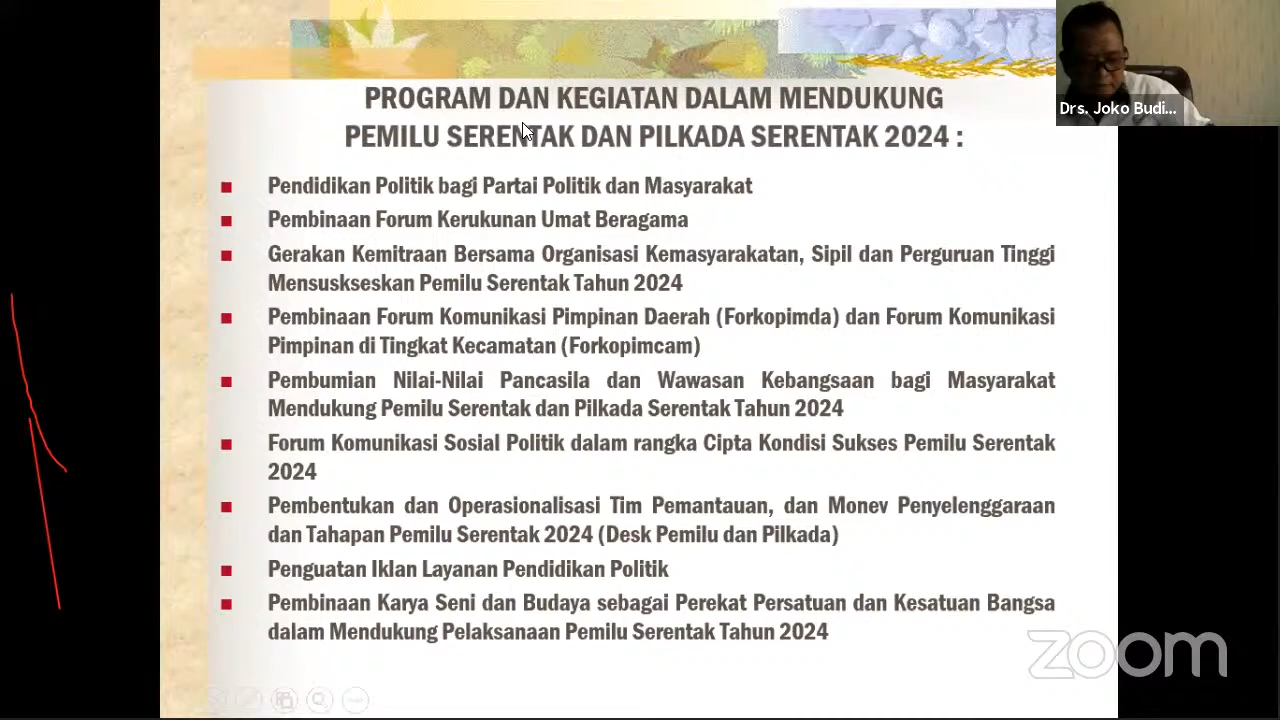 PROGRAM DAN KEGIATAN DALAM MENDUKUNG
PEMILU SERENTAK DAN PILKADA SERENTAK 2024 :
Drs. Joko Budi...
Pendidikan Politik bagi Partai Politik dan Masyarakat
Pembinaan Forum Kerukunan Umat Beragama
Gerakan Kemitraan Bersama Organisasi Kemasyarakatan, Sipil dan Perguruan Tinggi
Mensuskseskan Pemilu Serentak Tahun 2024
Pembinaan Forum Komunikasi Pimpinan Daerah (Forkopimda) dan Forum Komunikasi
Pimpinan di Tingkat Kecamatan (Forkopimcam)
Pembumian Nilai-Nilai Pancasila dan Wawasan Kebangsaan bagi Masyarakat
Mendukung Pemilu Serentak dan Pilkada Serentak Tahun 2024
Forum Komunikasi Sosial Politik dalam rangka Cipta Kondisi Sukses Pemilu Serentak
2024
Pembentukan dan Operasionalisasi Tim Pemantauan, dan Monev Penyelenggaraan
dan Tahapan Pemilu Serentak 2024 (Desk Pemilu dan Pilkada)
Penguatan Iklan Layanan Pendidikan Politik
Pembinaan Karya Seni dan Budaya sebagai Perekat Persatuan dan Kesatuan Bangsa
dalam Mendukung Pelaksanaan Pemilu Serentak Tahun 2024
zoom